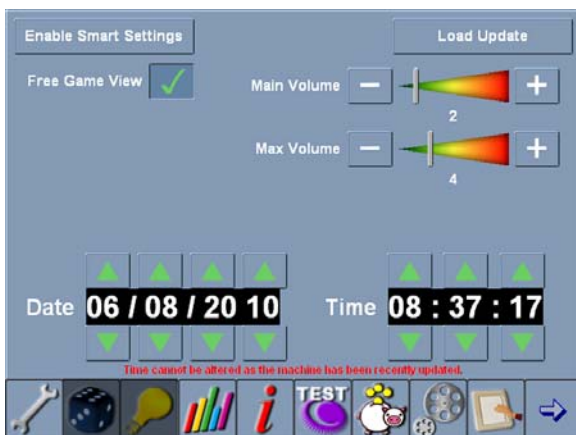 Enable Smart Settings
Load Update
Free Game View
Main Volume
2
Max Volume
4
Date 06 / 08 / 20 10
Time 08 : 37 : 17
Time cannot be altered as the machine has been recently updated.
TEST